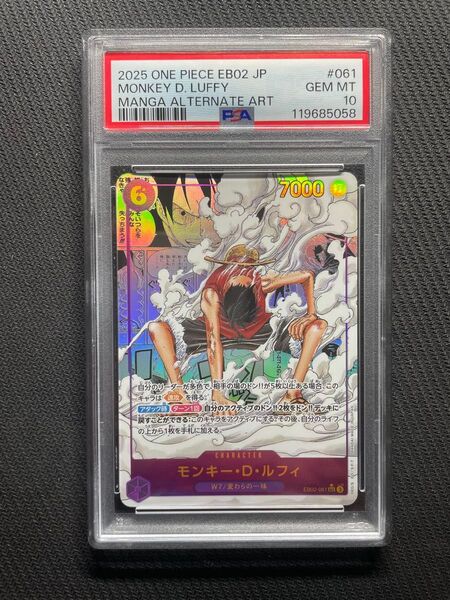 2025 ONE PIECE EB02 JP #061
MONKEY D. LUFFY GEM MT
MANGA ALTERNATE ART 10
PSA 119685058
6
7000
自分のリーダーが多色で、相手の場のドン!!が5枚以上ある場合、この
キャラは【速攻】を得る。
アタック時 ターン1回 自分のアクティブのドン!!2枚をドン!!デッキに
戻すことができる：このキャラをアクティブにする。その後、自分のライフ
の上から1枚を手札に加える。
CHARACTER
モンキー・D・ルフィ
W7/麦わらの一味
EB02-061